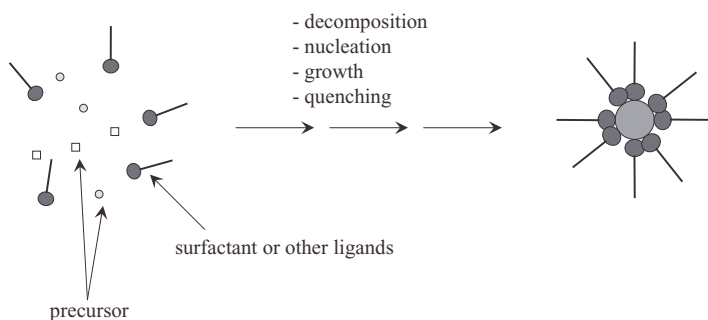 - decomposition
- nucleation
- growth
- quenching
surfactant or other ligands
precursor